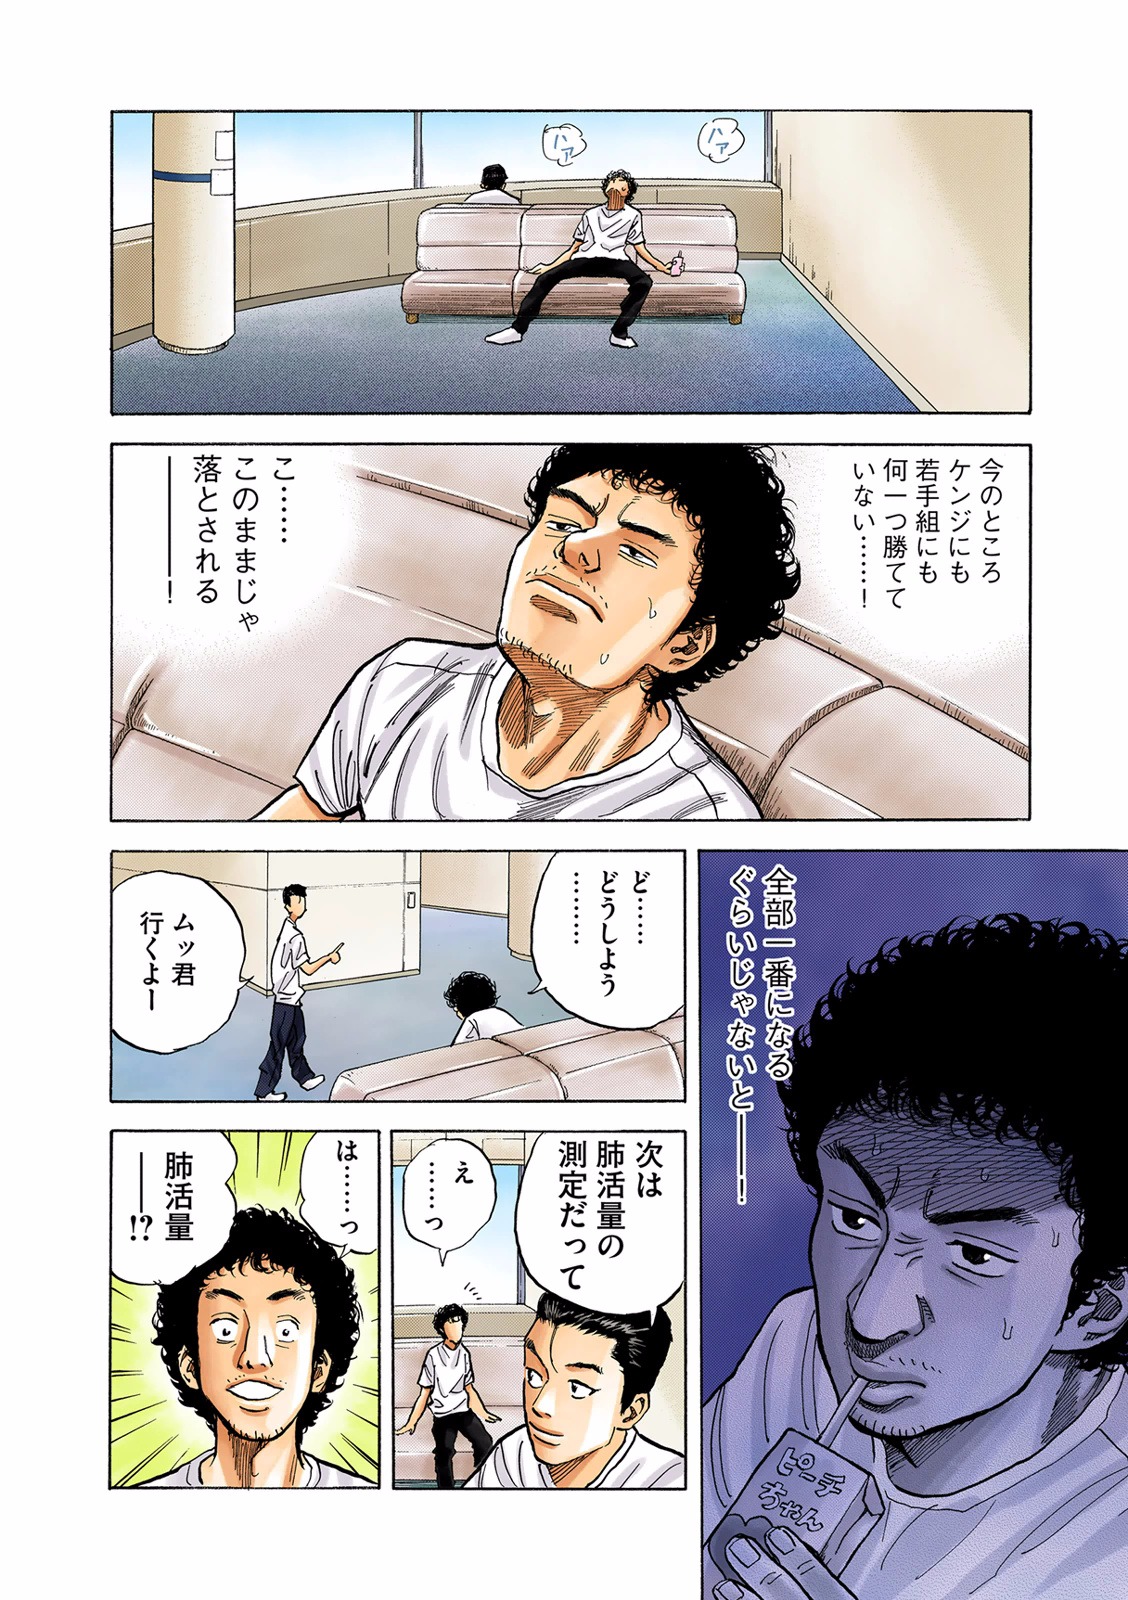 ハァ
ハァ
今のところ
ケンジにも
若手組にも
何一つ勝てて
いない……！
こ……
このままじゃ
落とされる
――！
全部一番になる
ぐらいじゃないと――！
ピーチ
ちゃん
ど……
どうしよう
………
ムッ君
行くよー
次は
肺活量の
測定だって
え
……っ
は……っ
肺活量
――!?